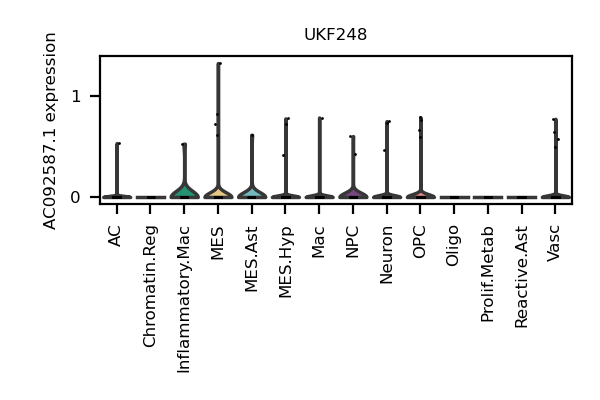 UKF248
AC092587.1 expression
1
0
AC
Chromatin.Reg
Inflammatory.Mac
MES
MES.Ast
MES.Hyp
Mac
NPC
Neuron
OPC
Oligo
Prolif.Metab
Reactive.Ast
Vasc